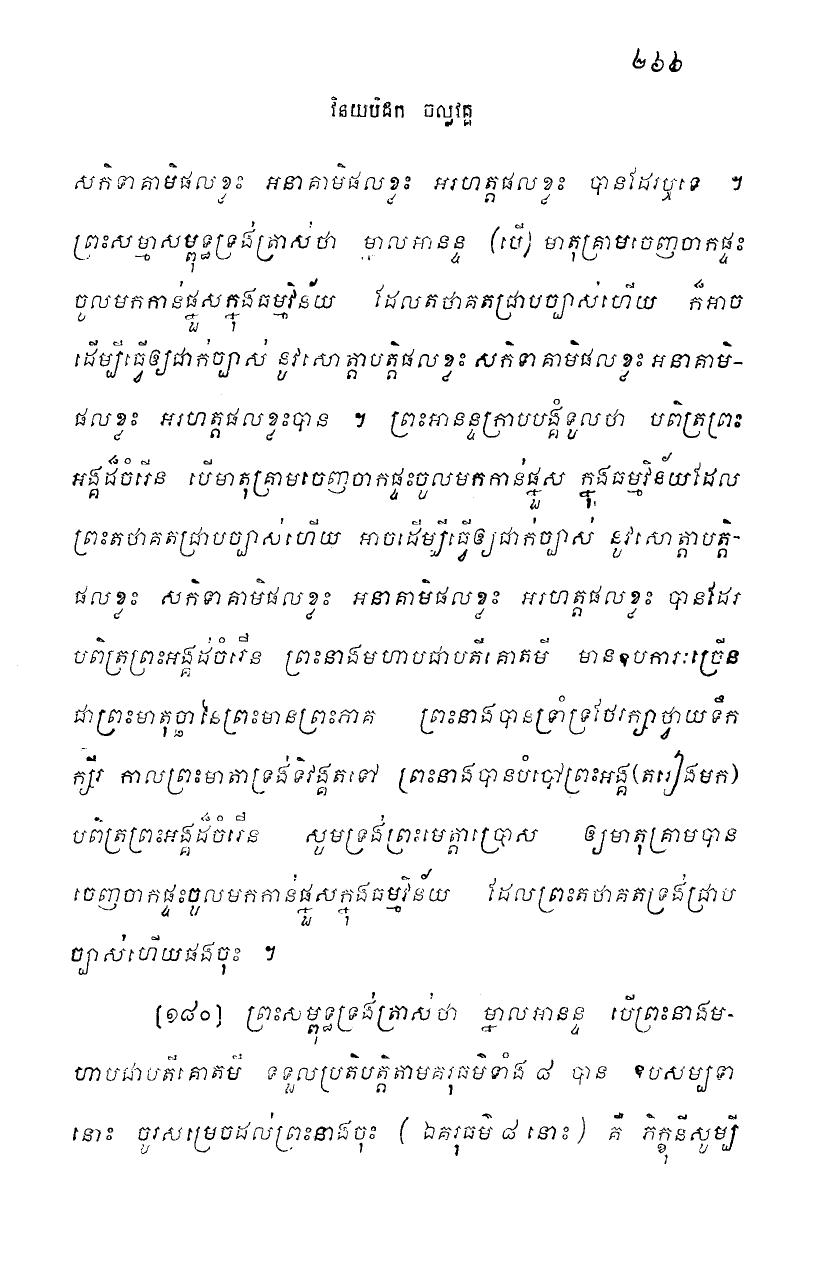 ២៦៦
វិនយបិដក ចុល្លវគ្គ
សកិទាគាមិផលខ្លះ អនាគាមិផលខ្លះ អរហត្តផលខ្លះ បានដែរឬទេ ។
ព្រះសម្មាសម្ពុទ្ធទ្រង់ត្រាស់ថា ម្នាលអានន្ទ (បើ) មាតុគ្រាមចេញចាកផ្ទះ
ចូលមកកាន់ផ្នួសក្នុងធម្មវិន័យ ដែលតថាគតជ្រាបច្បាស់ហើយ ក៏អាច
ដើម្បីធ្វើឲ្យជាក់ច្បាស់ នូវសោត្តាបត្តិផលខ្លះ សកិទាគាមិផលខ្លះ អនាគាមិ-
ផលខ្លះ អរហត្តផលខ្លះបាន ។ ព្រះអានន្ទក្រាបបង្គំទូលថា បពិត្រព្រះ
អង្គដ៏ចំរើន បើមាតុគ្រាមចេញចាកផ្ទះចូលមកកាន់ផ្នួស ក្នុងធម្មវិន័យដែល
ព្រះតថាគតជ្រាបច្បាស់ហើយ អាចដើម្បីធ្វើឲ្យជាក់ច្បាស់ នូវសោត្តាបត្តិ-
ផលខ្លះ សកិទាគាមិផលខ្លះ អនាគាមិផលខ្លះ អរហត្តផលខ្លះ បានដែរ
បពិត្រព្រះអង្គដ់ចំរើន ព្រះនាងមហាបជាបតីគោតមី មានឧបការៈច្រើន
ជាព្រះមាតុច្ឆានៃព្រះមានព្រះភាគ ព្រះនាងបានទ្រាំទ្រថែរក្សាថ្វាយទឹក
ក្សីរ កាលព្រះមាតាទ្រង់ទិវង្គតទៅ ព្រះនាងបានបំបៅព្រះអង្គ(តរៀងមក)
បពិត្រព្រះអង្គដ៏ចំរើន សូមទ្រង់ព្រះមេត្តាប្រោស ឲ្យមាតុគ្រាមបាន
ចេញចាកផ្ទះចូលមកកាន់ផ្នួសក្នុងធម្មវិន័យ ដែលព្រះតថាគតទ្រង់ជ្រាប
ច្បាស់ហើយផងចុះ ។
[១៨០] ព្រះសម្ពុទ្ធទ្រង់ត្រាស់ថា ម្នាលអានន្ទ បើព្រះនាងម-
ហាបជាបតីគោតមី ទទួលប្រតិបត្តិតាមគរុធមិទាំង ៨ បាន ឧបសម្បទា
នោះ ចូរសម្រេចដល់ព្រះនាងចុះ ( ឯគរុធមិ ៨ នោះ ) គឺ ភិក្ខុនីសូម្បី